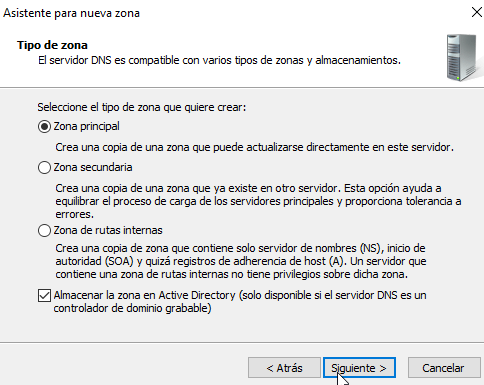 Asistente para nueva zona
Tipo de zona
El servidor DNS es compatible con varios tipos de zonas y almacenamientos.
Seleccione el tipo de zona que quiere crear:
Zona principal
Crea una copia de una zona que puede actualizarse directamente en este servidor.
Zona secundaria
Crea una copia de una zona que ya existe en otro servidor. Esta opción ayuda a
equilibrar el proceso de carga de los servidores principales y proporciona tolerancia a
errores.
Zona de rutas internas
Crea una copia de zona que contiene solo servidor de nombres (NS), inicio de
autoridad (SOA) y quizá registros de adherencia de host (A). Un servidor que
contiene una zona de rutas internas no tiene privilegios sobre dicha zona.
Almacenar la zona en Active Directory (solo disponible si el servidor DNS es un
controlador de dominio grabable)
< Atrás Siguiente > Cancelar